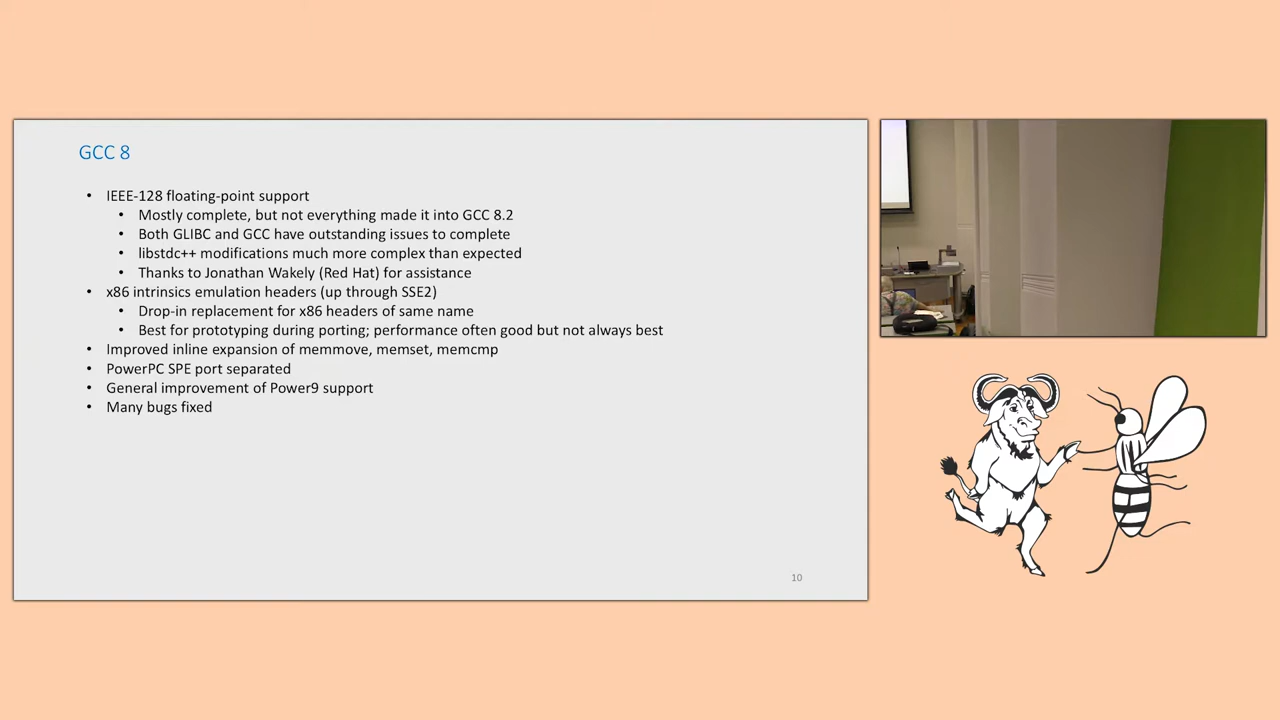 GCC 8
• IEEE-128 floating-point support
• Mostly complete, but not everything made it into GCC 8.2
• Both GLIBC and GCC have outstanding issues to complete
• libstdc++ modifications much more complex than expected
• Thanks to Jonathan Wakely (Red Hat) for assistance
• x86 intrinsics emulation headers (up through SSE2)
• Drop-in replacement for x86 headers of same name
• Best for prototyping during porting; performance often good but not always best
• Improved inline expansion of memmove, memset, memcmp
• PowerPC SPE port separated
• General improvement of Power9 support
• Many bugs fixed
10